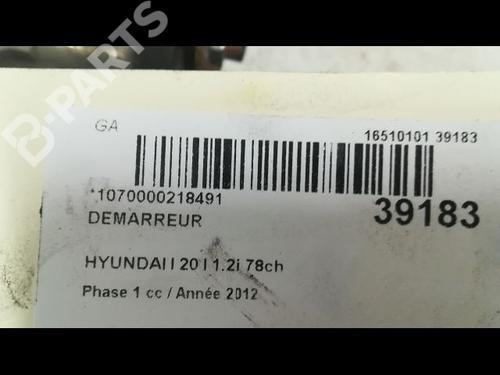 B-PARTS
GA
16510101 39183
*1070000218491
39183
DEMARREUR
HYUNDAI I 20 I 1.2i 78ch
Phase 1 cc / Année 2012